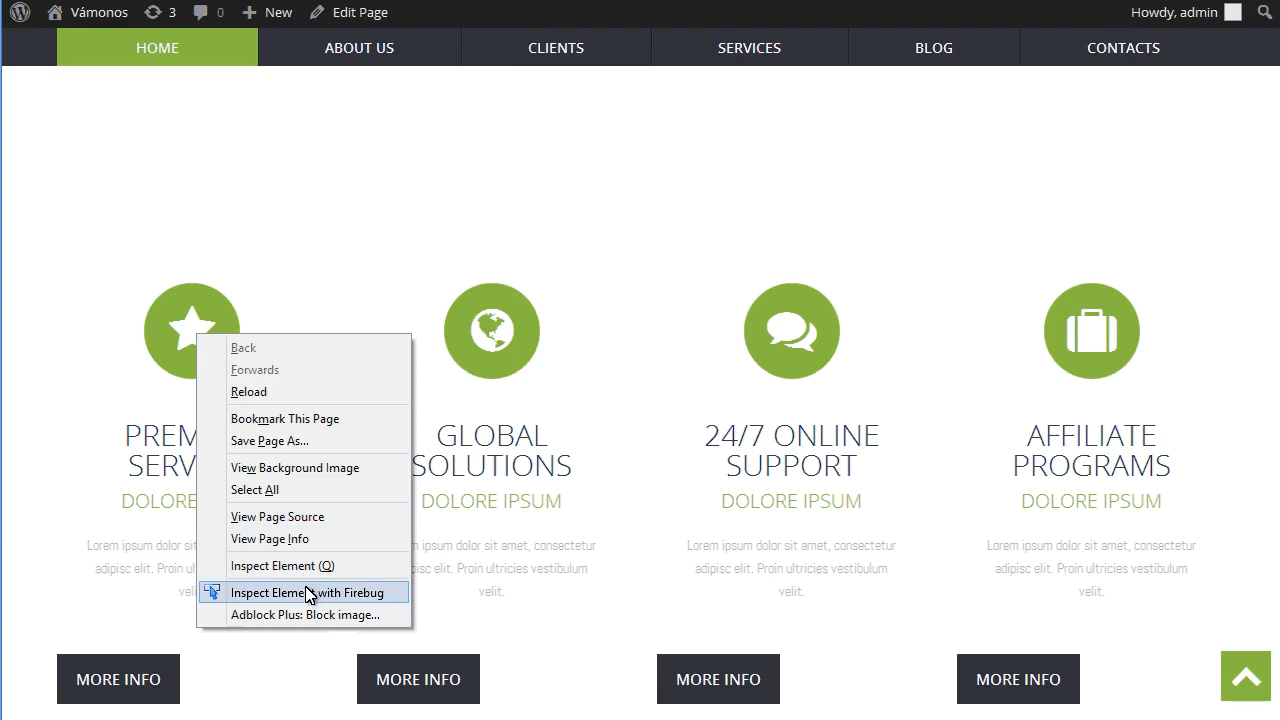 Vámonos 3 0 New Edit Page Howdy, admin
HOME ABOUT US CLIENTS SERVICES BLOG CONTACTS
Back
Forwards
Reload
Bookmark This Page
Save Page As...
View Background Image
Select All
View Page Source
View Page Info
Inspect Element (Q)
Inspect Element with Firebug
Adblock Plus: Block image...
PREM
SERV
DOLORE
Lorem ipsum dolor sit
adipisc elit. Proin ul
vel
MORE INFO
GLOBAL
SOLUTIONS
DOLORE IPSUM
ipsum dolor sit amet, consectetur
isc elit. Proin ultricies vestibulum
velit.
MORE INFO
24/7 ONLINE
SUPPORT
DOLORE IPSUM
Lorem ipsum dolor sit amet, consectetur
adipisc elit. Proin ultricies vestibulum
velit.
MORE INFO
AFFILIATE
PROGRAMS
DOLORE IPSUM
Lorem ipsum dolor sit amet, consectetur
adipisc elit. Proin ultricies vestibulum
velit.
MORE INFO